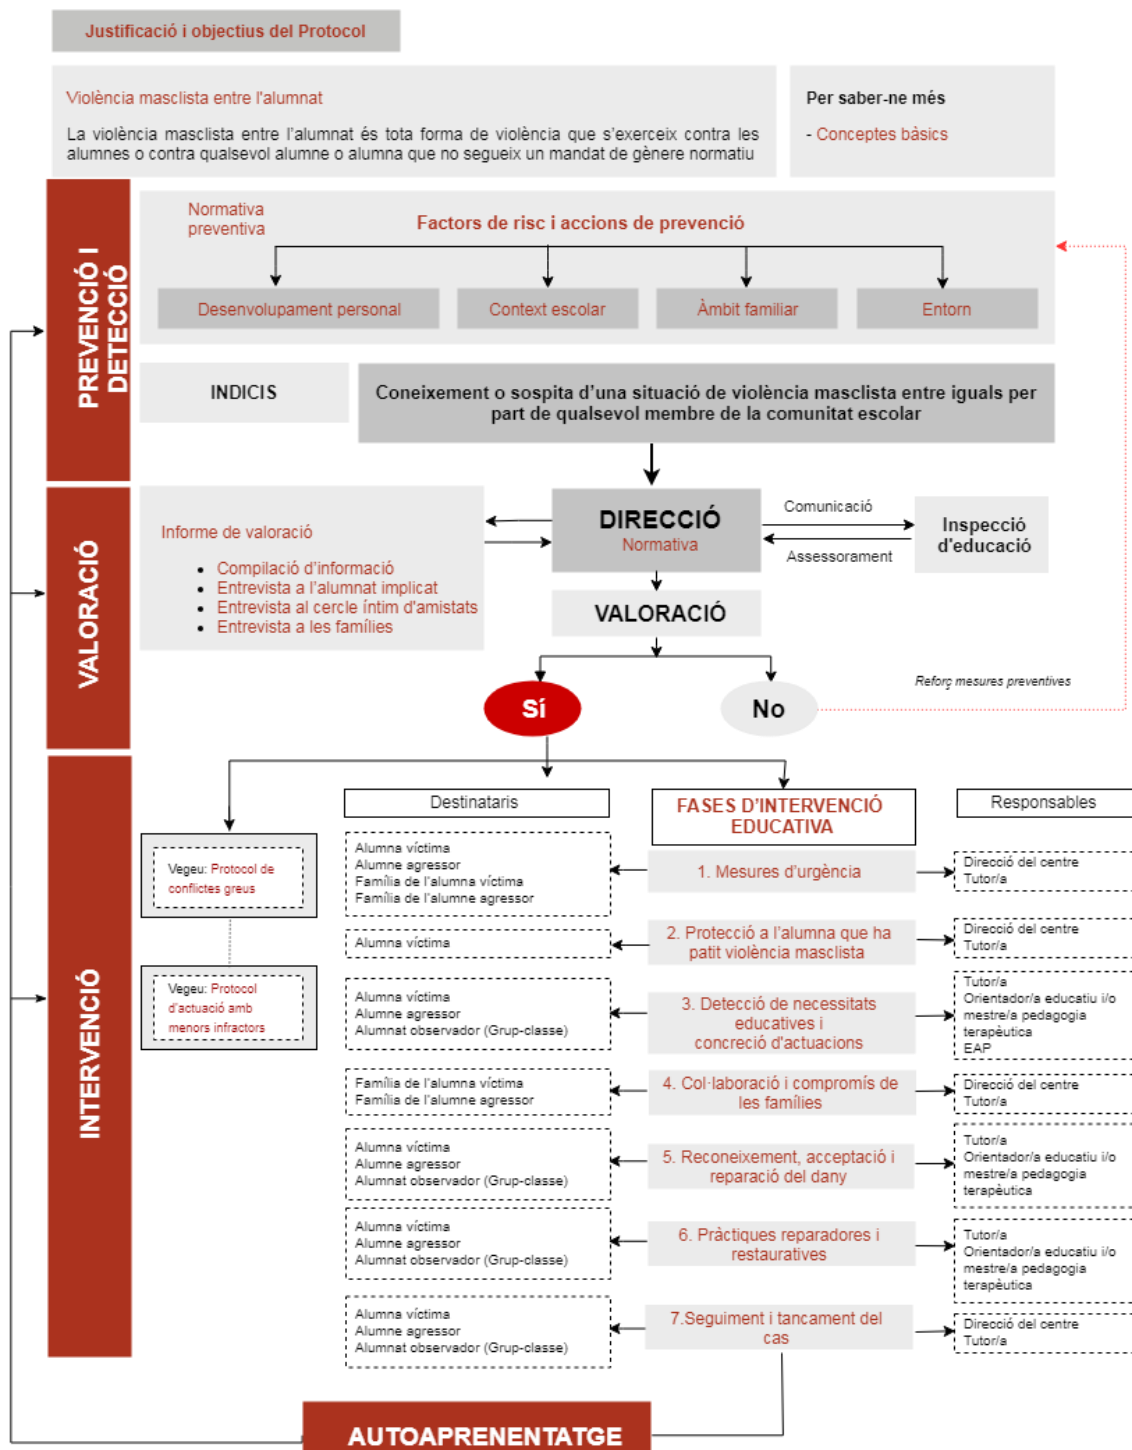 Justificació i objectius del Protocol
Violència masclista entre l'alumnat
La violència masclista entre l'alumnat és tota forma de violència que s'exerceix contra les
alumnes o contra qualsevol alumne o alumna que no segueix un mandat de gènere normatiu
Per saber-ne més
- Conceptes bàsics
PREVENCIÓ I
DETECCIÓ
Normativa
preventiva
Factors de risc i accions de prevenció
Desenvolupament personal
Context escolar
Àmbit familiar
Entorn
INDICIS
Coneixement o sospita d'una situació de violència masclista entre iguals per
part de qualsevol membre de la comunitat escolar
VALORACIÓ
Informe de valoració
• Compilació d'informació
• Entrevista a l'alumnat implicat
• Entrevista al cercle íntim d'amistats
• Entrevista a les famílies
DIRECCIÓ
Normativa
Comunicació
Assessorament
Inspecció
d'educació
VALORACIÓ
Sí
No
Reforç mesures preventives
INTERVENCIÓ
Vegeu: Protocol de
conflictes greus
Vegeu: Protocol
d'actuació amb
menors infractors
Destinataris
FASES D'INTERVENCIÓ
EDUCATIVA
Responsables
Alumna víctima
Alumne agressor
Família de l'alumna víctima
Família de l'alumne agressor
1. Mesures d'urgència
Direcció del centre
Tutor/a
Alumna víctima
2. Protecció a l'alumna que ha
patit violència masclista
Direcció del centre
Tutor/a
Alumna víctima
Alumne agressor
Alumnat observador (Grup-classe)
3. Detecció de necessitats
educatives i
concreció d'actuacions
Tutor/a
Orientador/a educatiu i/o
mestre/a pedagogia
terapèutica
EAP
Família de l'alumna víctima
Família de l'alumne agressor
4. Col·laboració i compromís de
les famílies
Direcció del centre
Tutor/a
Alumna víctima
Alumne agressor
Alumnat observador (Grup-classe)
5. Reconeixement, acceptació i
reparació del dany
Tutor/a
Orientador/a educatiu i/o
mestre/a pedagogia
terapèutica
Alumna víctima
Alumne agressor
Alumnat observador (Grup-classe)
6. Pràctiques reparadores i
restauratives
Tutor/a
Orientador/a educatiu i/o
mestre/a pedagogia
terapèutica
Alumna víctima
Alumne agressor
Alumnat observador (Grup-classe)
7.Seguiment i tancament del
cas
Direcció del centre
Tutor/a
AUTOAPRENENTATGE